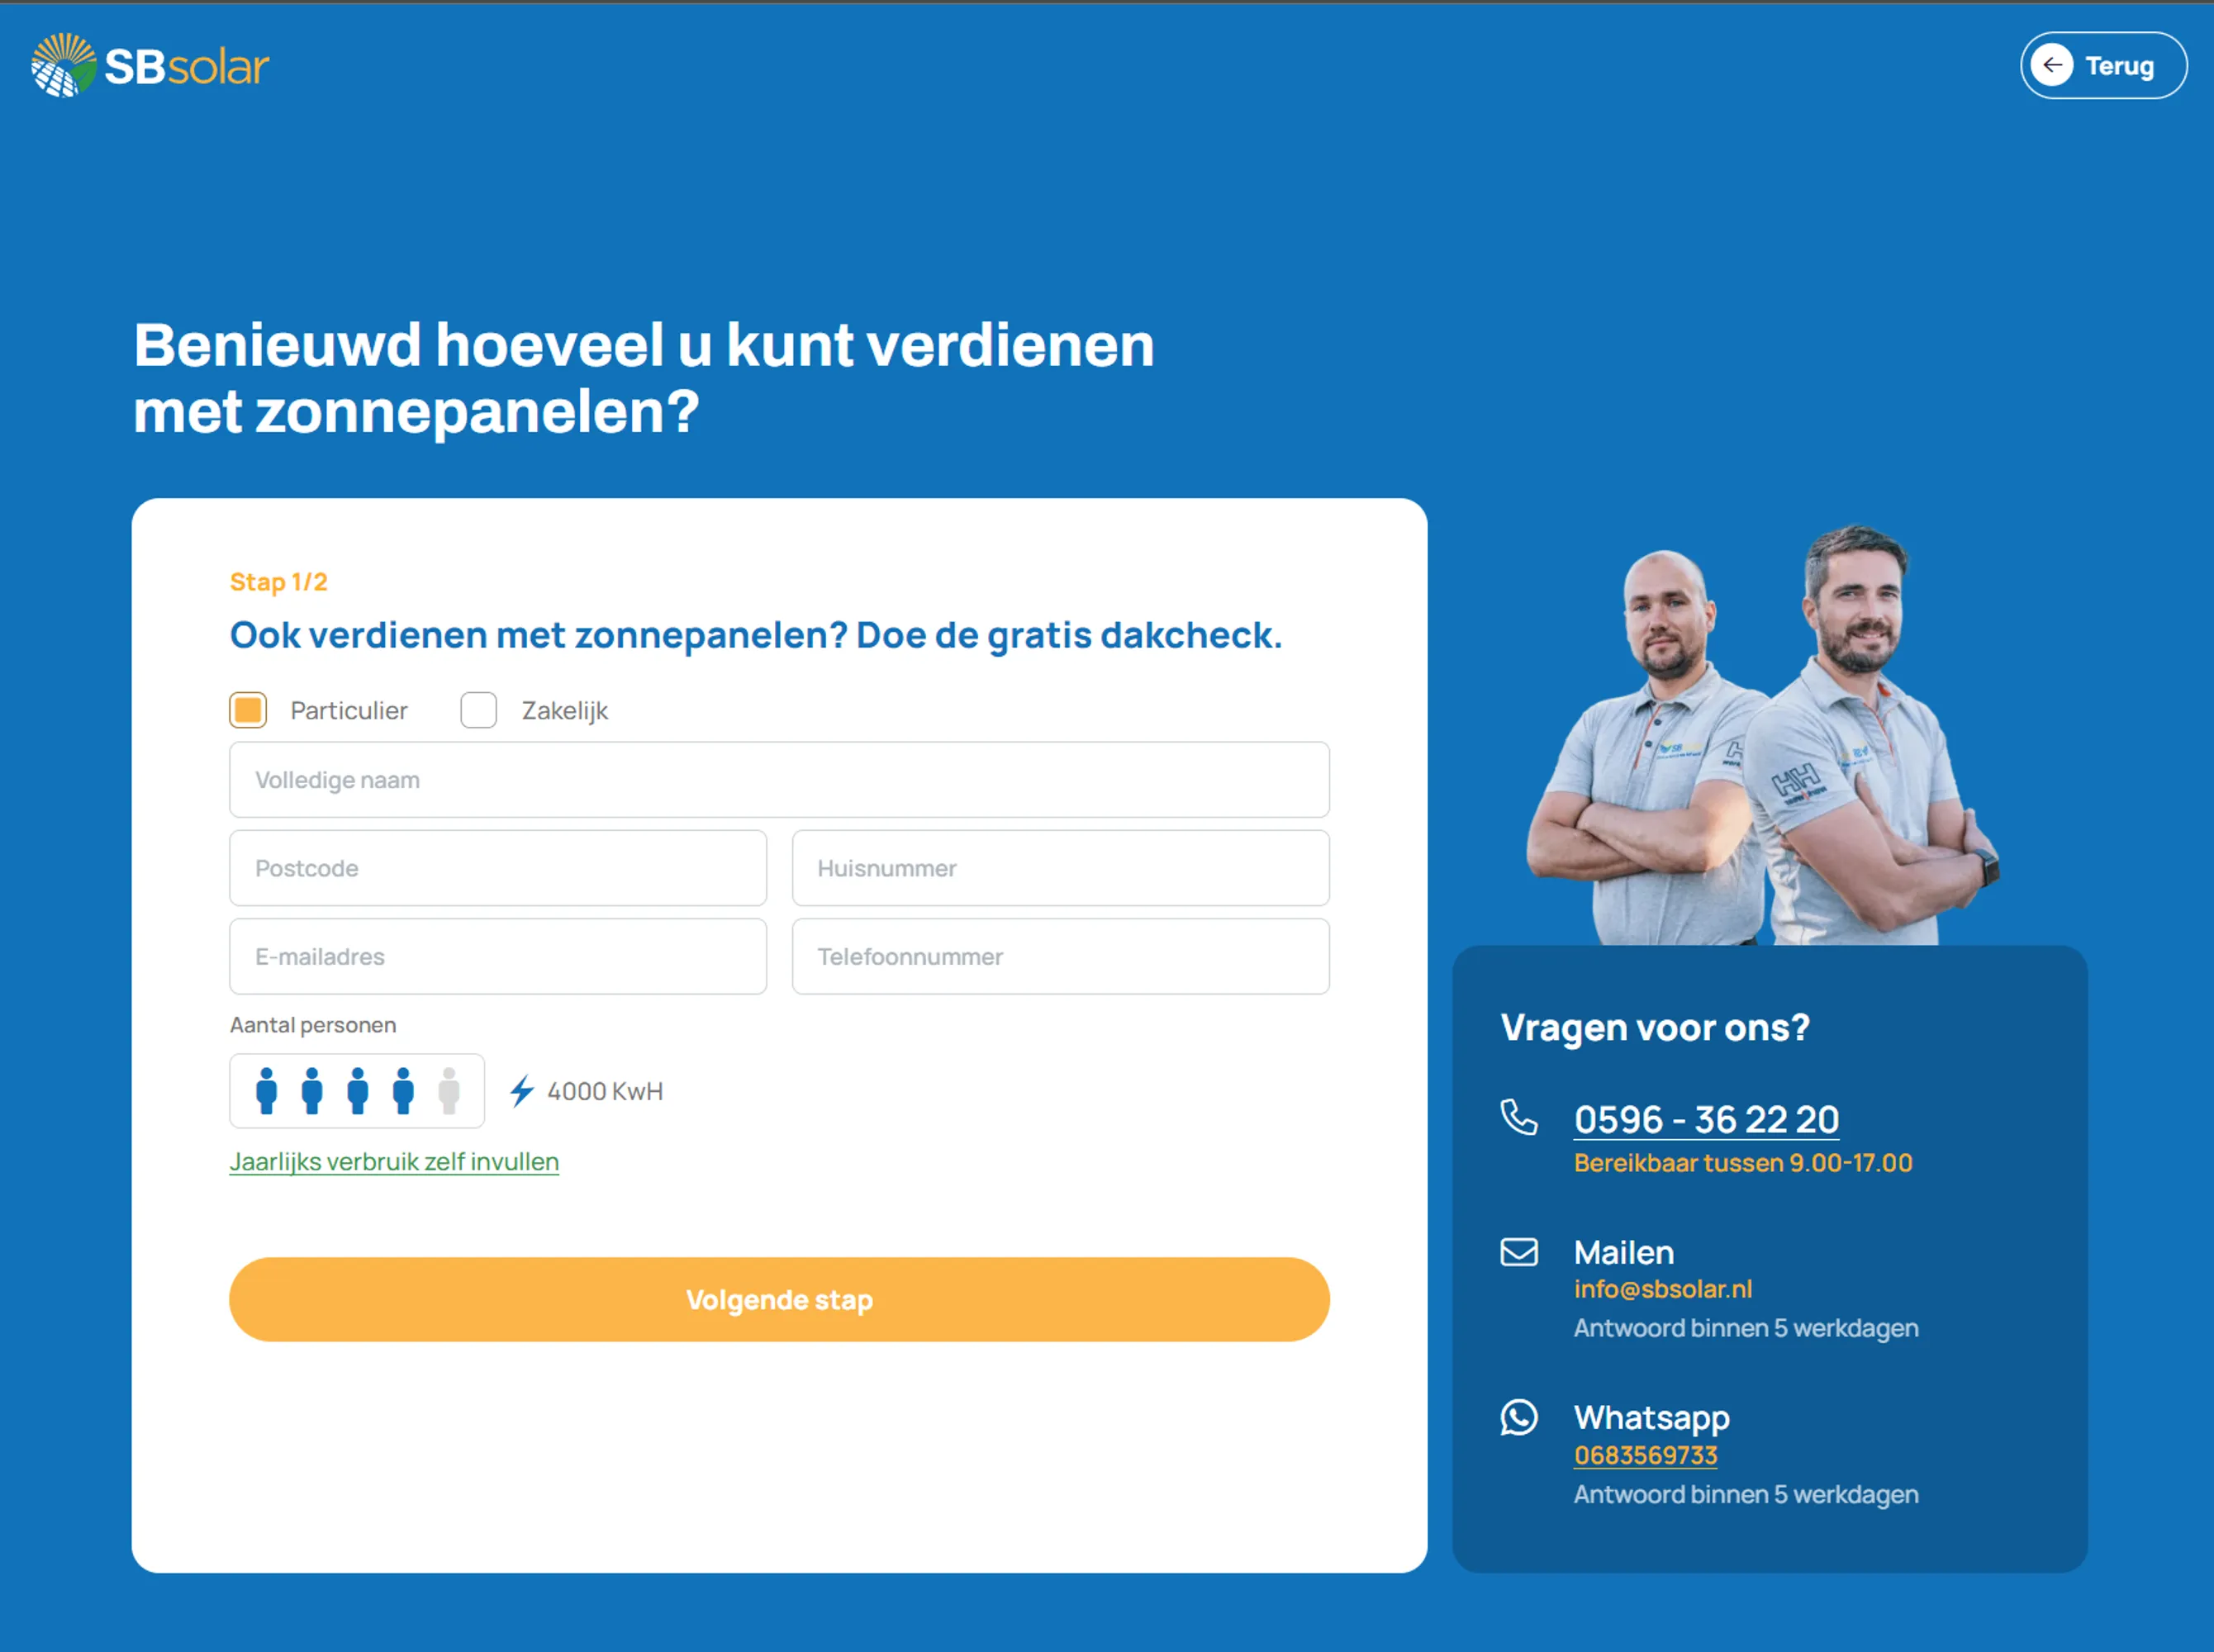 SBsolar
Terug
Benieuwd hoeveel u kunt verdienen
met zonnepanelen?
Stap 1/2
Ook verdienen met zonnepanelen? Doe de gratis dakcheck.
Particulier
Zakelijk
Volledige naam
Postcode
Huisnummer
E-mailadres
Telefoonnummer
Aantal personen
4000 KwH
Jaarlijks verbruik zelf invullen
Volgende stap
SB
HH
Vragen voor ons?
0596 - 36 22 20
Bereikbaar tussen 9.00-17.00
Mailen
info@sbsolar.nl
Antwoord binnen 5 werkdagen
Whatsapp
0683569733
Antwoord binnen 5 werkdagen